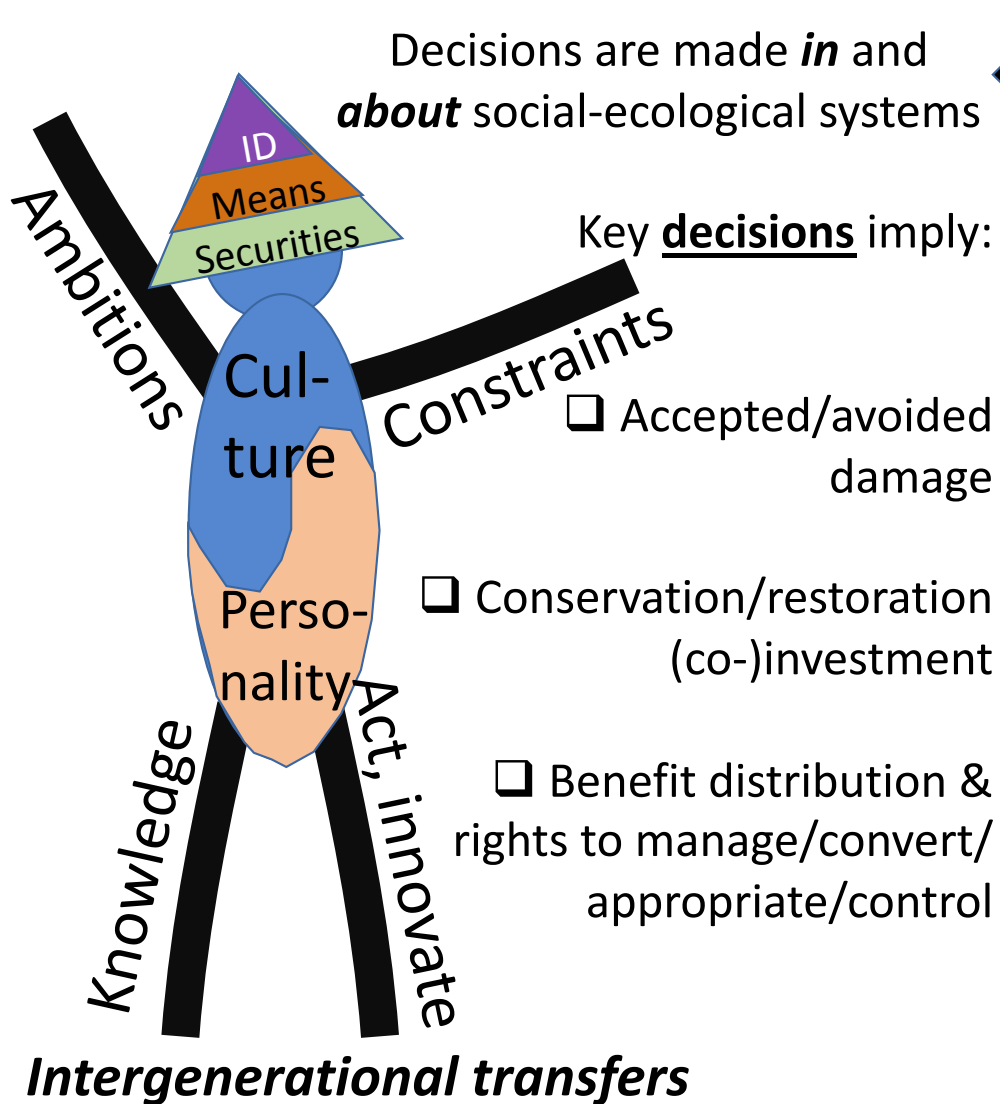 Decisions are made in and
about social-ecological systems
ID
Means
Securities
Ambitions
Key decisions imply:
Constraints
Cul-
ture
❑ Accepted/avoided
damage
Perso-
nality
❑ Conservation/restoration
(co-)investment
Knowledge
Act, innovate
❑ Benefit distribution &
rights to manage/convert/
appropriate/control
Intergenerational transfers